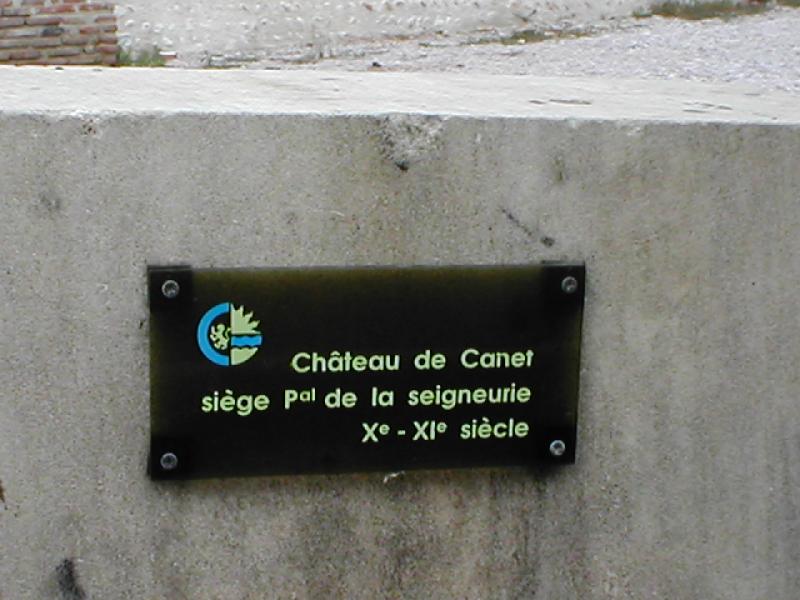 Château de Canet
siège Pal de la seigneurie
Xe - XIe siècle